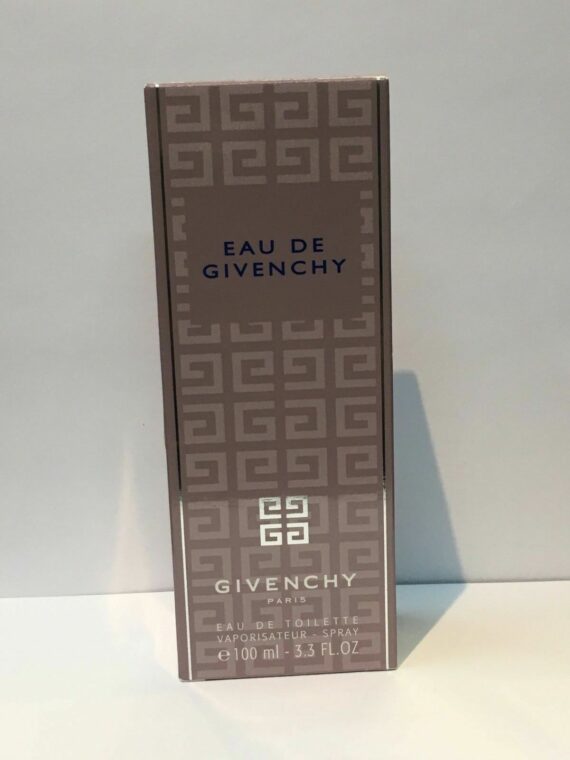 EAU DE
GIVENCHY
GIVENCHY
PARIS
EAU DE TOILETTE
VAPORISATEUR - SPRAY
℮100 ml - 3.3 FL.OZ